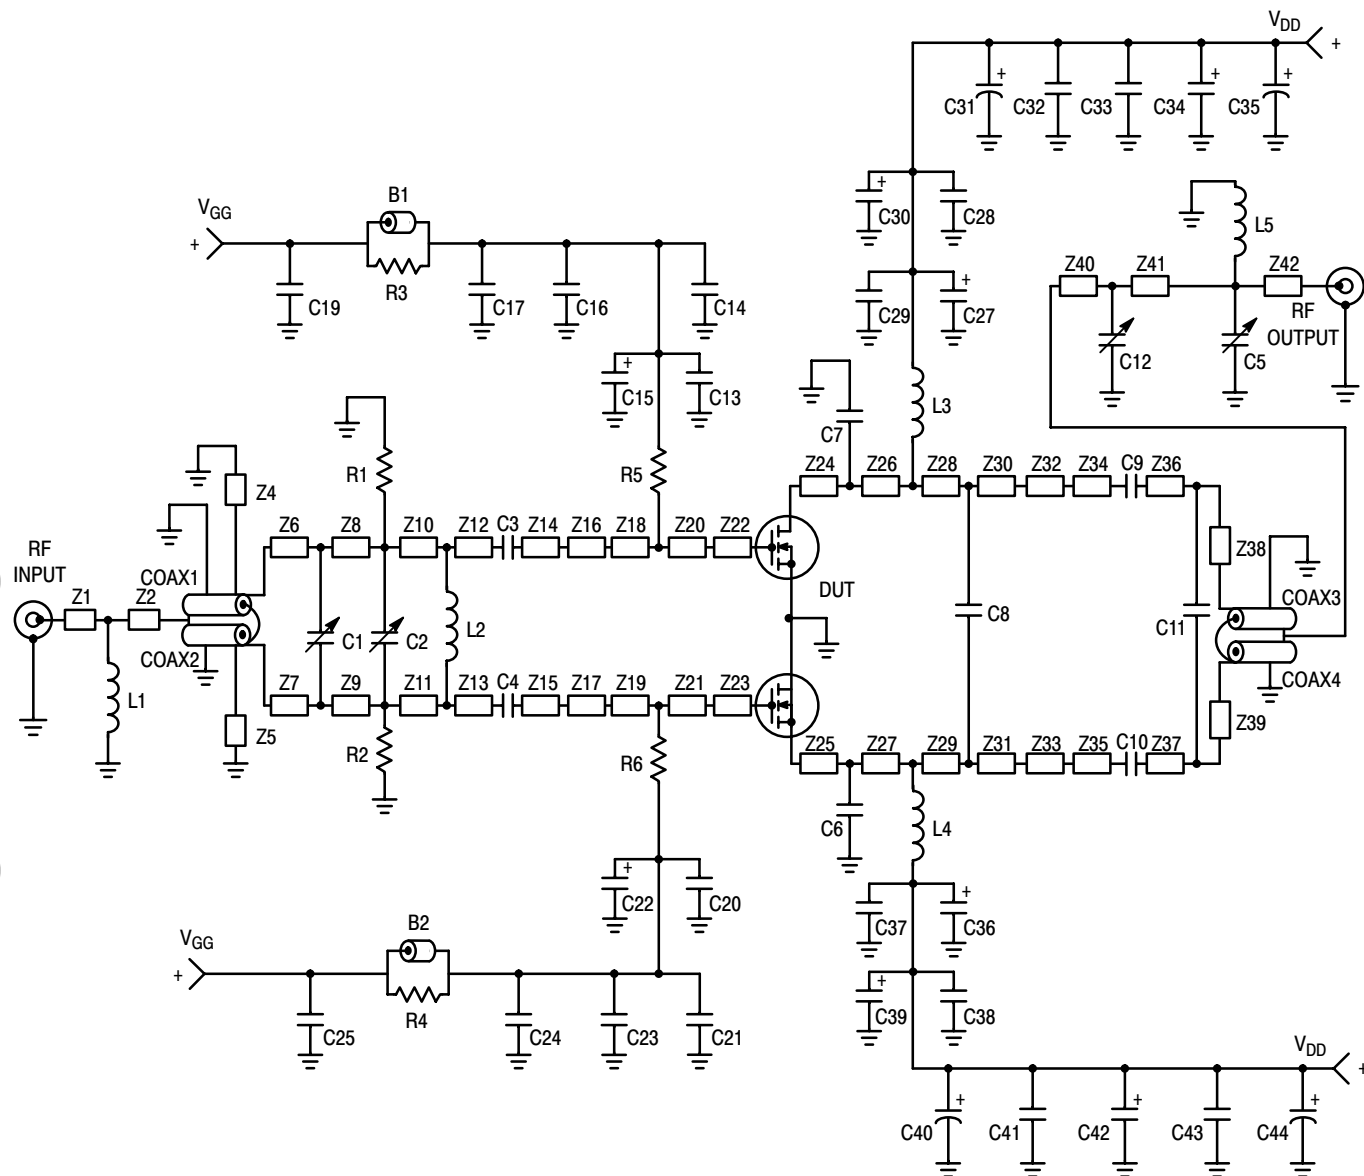 V_DD
+
+ + +
C31 C32 C33 C34 C35
B1
V_GG
+
+
C30 C28
L5
R3
Z40 Z41 Z42
C19 C17 C16 C14
+
C29 C27
RF
OUTPUT
+
C15 C13
C12 C5
L3
C7
R1
R5
Z24 Z26 Z28 Z30 Z32 Z34 C9 Z36
Z4
Z6 Z8 Z10 Z12 C3 Z14 Z16 Z18 Z20 Z22
Z38
RF
INPUT
COAX1
DUT
COAX3
Z1 Z2
L2
C1 C2
C8
C11
COAX2
COAX4
L1
Z7 Z9 Z11 Z13 C4 Z15 Z17 Z19 Z21 Z23
Z5
Z39
R2
R6
Z25 Z27 Z29 Z31 Z33 Z35 C10 Z37
C6
L4
+
C22 C20
+
C37 C36
B2
V_GG
+
+
C39 C38
R4
C25 C24 C23 C21
V_DD
+
+ + +
C40 C41 C42 C43 C44